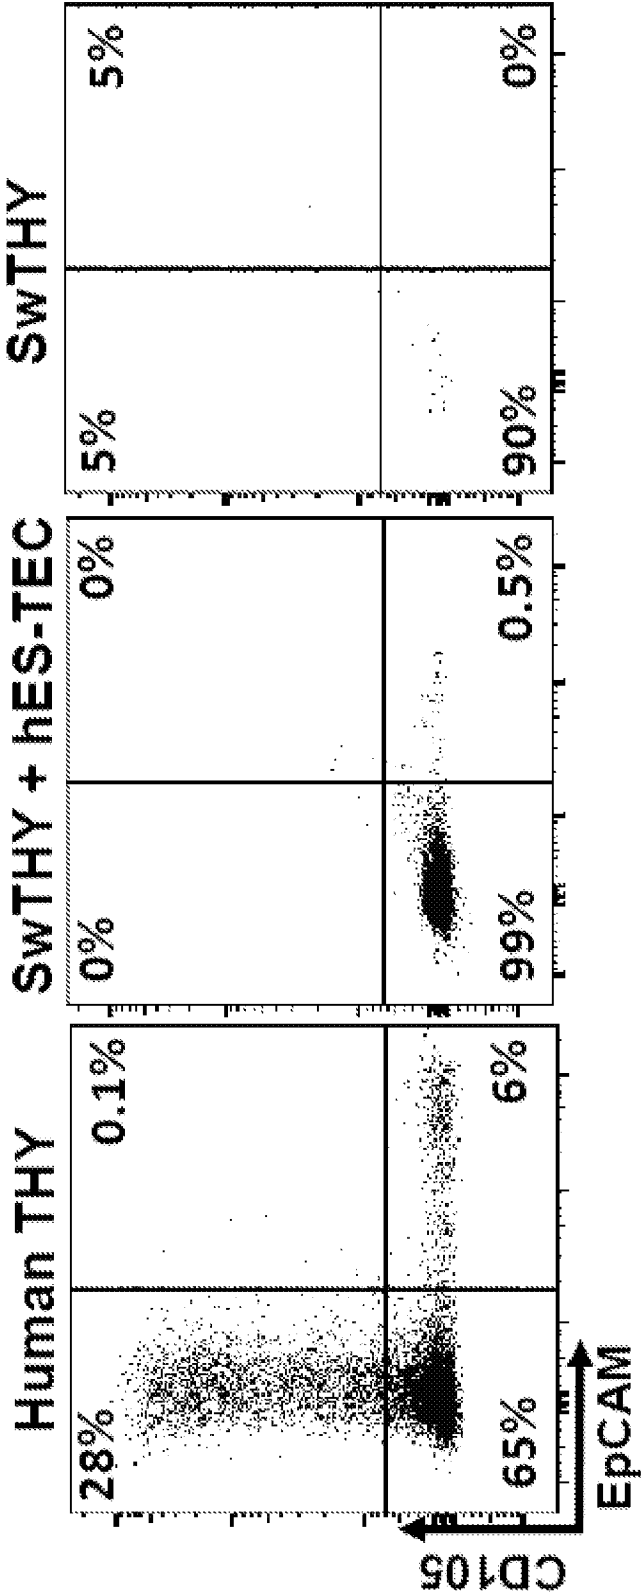 Human THY
28%
0.1%
65%
6%
SwTHY + hES-TEC
0%
0%
99%
0.5%
SwTHY
5%
5%
90%
0%
CD105
EpCAM